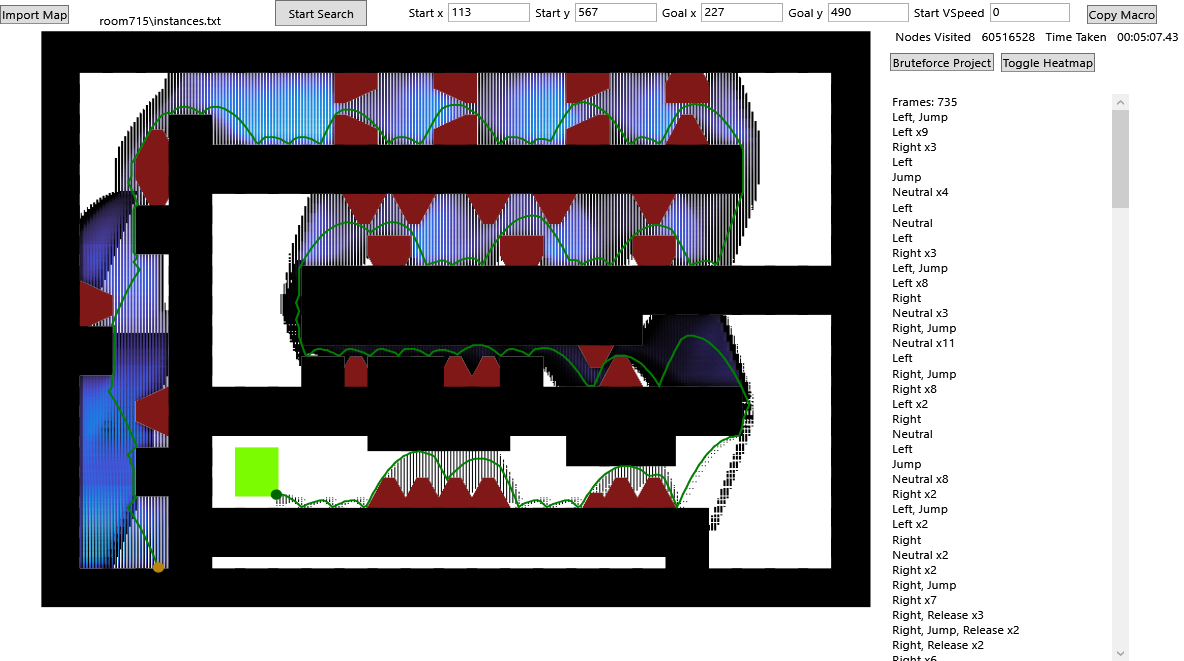 Import Map
room715\instances.txt
Start Search
Start x 113 Start y 567 Goal x 227 Goal y 490 Start VSpeed 0
Copy Macro
Nodes Visited 60516528 Time Taken 00:05:07.43
Bruteforce Project Toggle Heatmap
Frames: 735
Left, Jump
Left x9
Right x3
Left
Jump
Neutral x4
Left
Neutral
Left
Right x3
Left, Jump
Left x8
Right
Neutral x3
Right, Jump
Neutral x11
Left
Right, Jump
Right x8
Left x2
Right
Neutral
Left
Jump
Neutral x8
Right x2
Left, Jump
Left x2
Right
Neutral x2
Right x2
Right, Jump
Right x7
Right, Release x3
Right, Jump, Release x2
Right, Release x2
Right x6